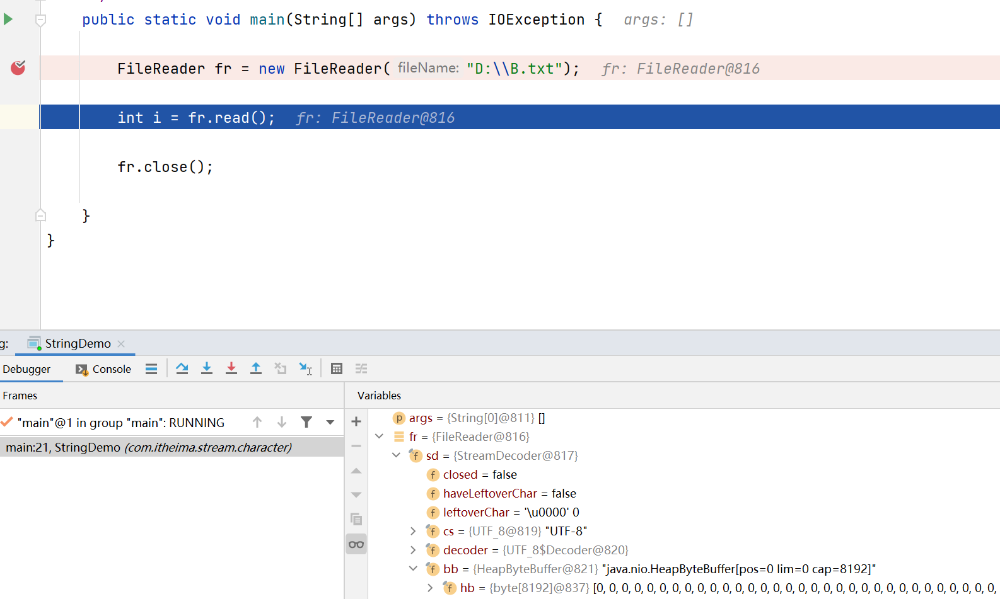 public static void main(String[] args) throws IOException {  args: []
FileReader fr = new FileReader( fileName: "D:\\B.txt");  fr: FileReader@816
int i = fr.read();  fr: FileReader@816
fr.close();
}
}
g: StringDemo
Debugger Console
Frames
Variables
"main"@1 in group "main": RUNNING
main:21, StringDemo (com.itheima.stream.character)
p args = {String[0]@811} []
fr = {FileReader@816}
f sd = {StreamDecoder@817}
f closed = false
f haveLeftoverChar = false
f leftoverChar = '\u0000' 0
f cs = {UTF_8@819} "UTF-8"
f decoder = {UTF_8$Decoder@820}
f bb = {HeapByteBuffer@821} "java.nio.HeapByteBuffer[pos=0 lim=0 cap=8192]"
f hb = {byte[8192]@837} [0, 0, 0, 0, 0, 0, 0, 0, 0, 0, 0, 0, 0, 0, 0, 0, 0, 0, 0, 0, 0, 0, 0, 0, 0, 0, 0, 0, 0, 0, 0, 0,